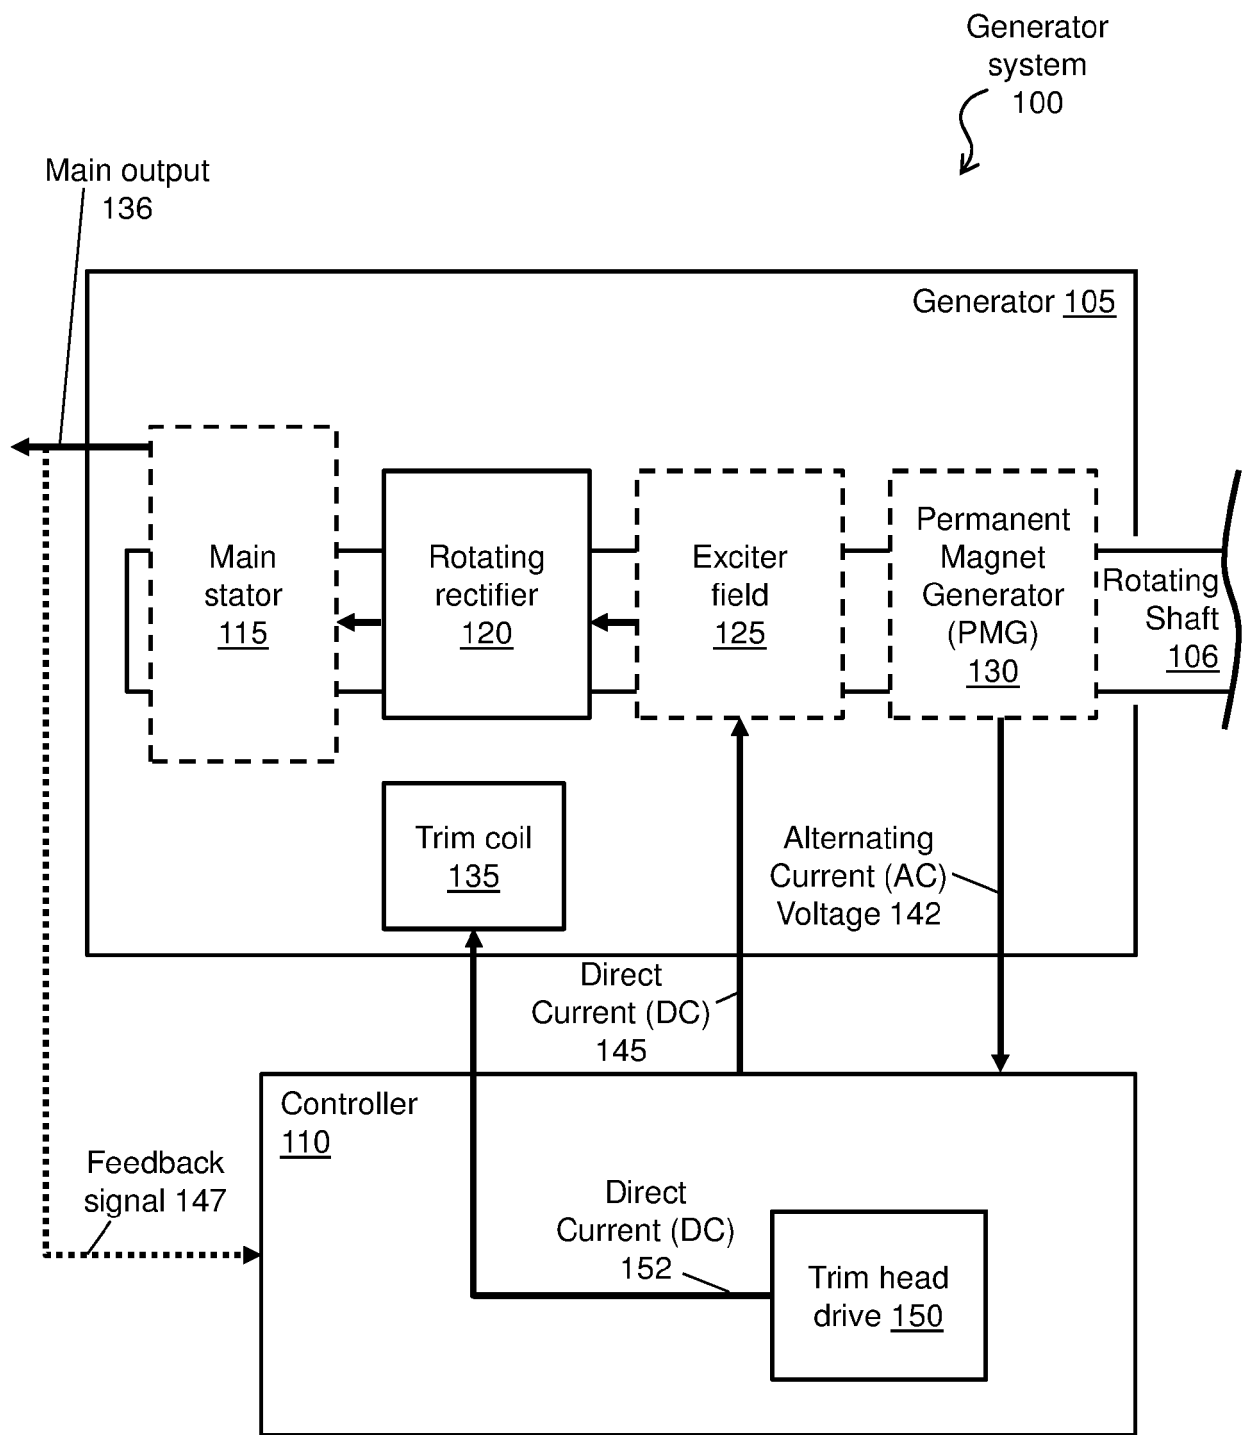 Generator
system
100
Main output
136
Generator 105
Main
stator
115
Rotating
rectifier
120
Exciter
field
125
Permanent
Magnet
Generator
(PMG)
130
Rotating
Shaft
106
Trim coil
135
Alternating
Current (AC)
Voltage 142
Direct
Current (DC)
145
Controller
110
Feedback
signal 147
Direct
Current (DC)
152
Trim head
drive 150